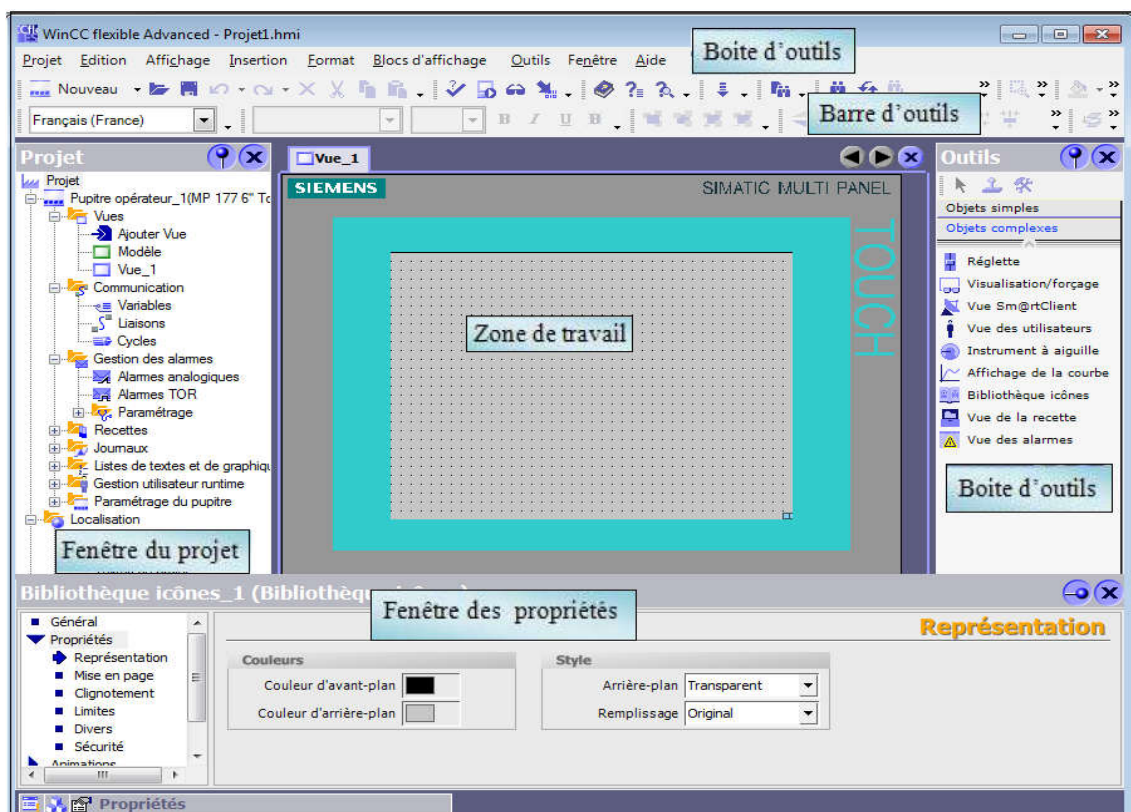 WinCC flexible Advanced - Projet1.hmi
Projet Edition Affichage Insertion Format Blocs d'affichage Outils Fenêtre Aide
Boite d'outils
Nouveau
Français (France)
B I U B
Barre d'outils
Projet
Projet
Pupitre opérateur_1(MP 177 6" To
Vues
Ajouter Vue
Modèle
Vue_1
Communication
Variables
Liaisons
Cycles
Gestion des alarmes
Alarmes analogiques
Alarmes TOR
Paramétrage
Recettes
Journaux
Listes de textes et de graphiqu
Gestion utilisateur runtime
Paramétrage du pupitre
Localisation
Fenêtre du projet
Vue_1
SIEMENS
SIMATIC MULTI PANEL
TOUCH
Zone de travail
Outils
Objets simples
Objets complexes
Réglette
Visualisation/forçage
Vue Sm@rtClient
Vue des utilisateurs
Instrument à aiguille
Affichage de la courbe
Bibliothèque icônes
Vue de la recette
Vue des alarmes
Boite d'outils
Bibliothèque icônes_1 (Bibliothèqu
Fenêtre des propriétés
Général
Propriétés
Représentation
Mise en page
Clignotement
Limites
Divers
Sécurité
Animations
Représentation
Couleurs
Couleur d'avant-plan
Couleur d'arrière-plan
Style
Arrière-plan Transparent
Remplissage Original
Propriétés